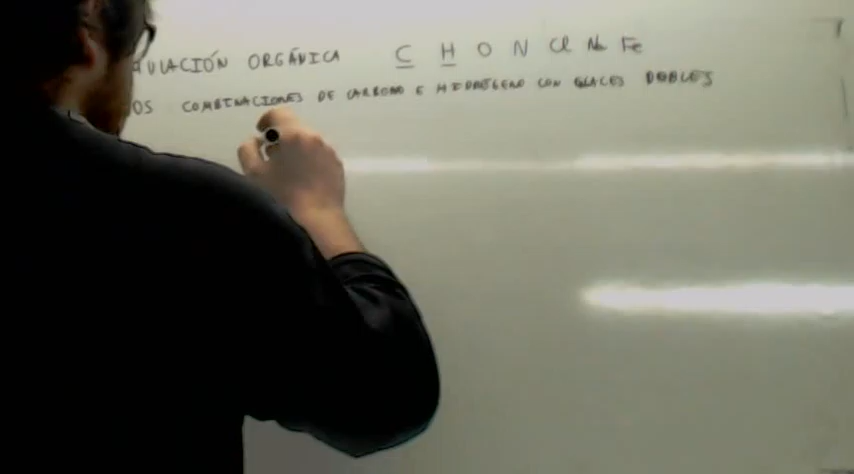 ULACIÓN ORGÁNICA C H O N Cl Na Fe
OS COMBINACIONES DE CARBONO E HIDRÓGENO CON ENLACES DOBLES